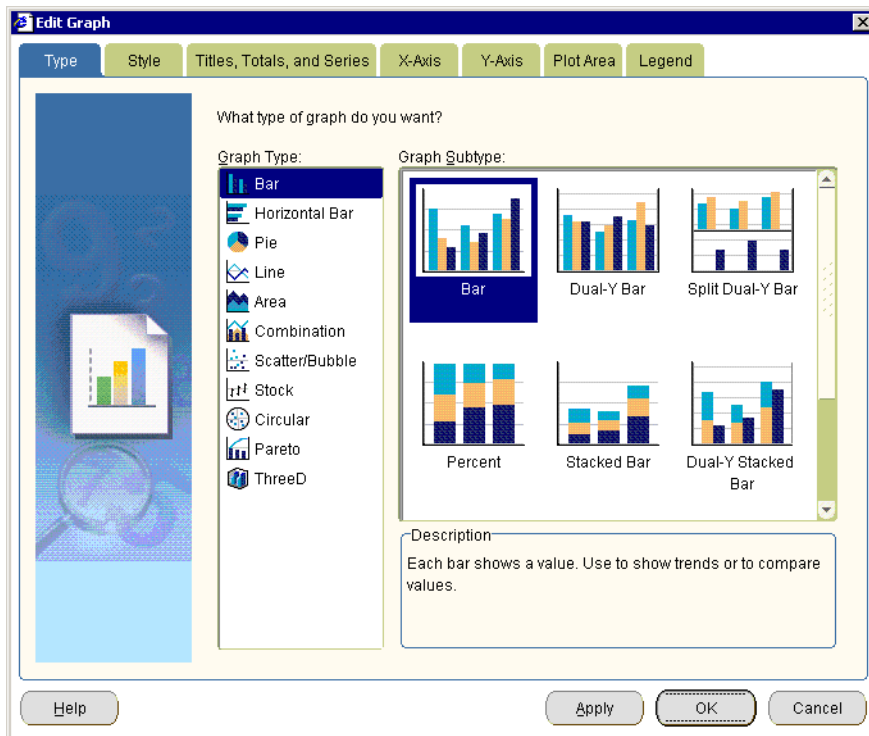 Edit Graph
Type
Style
Titles, Totals, and Series
X-Axis
Y-Axis
Plot Area
Legend
What type of graph do you want?
Graph Type:
Bar
Horizontal Bar
Pie
Line
Area
Combination
Scatter/Bubble
Stock
Circular
Pareto
ThreeD
Graph Subtype:
Bar
Dual-Y Bar
Split Dual-Y Bar
Percent
Stacked Bar
Dual-Y Stacked
Bar
Description
Each bar shows a value. Use to show trends or to compare
values.
Help
Apply
OK
Cancel